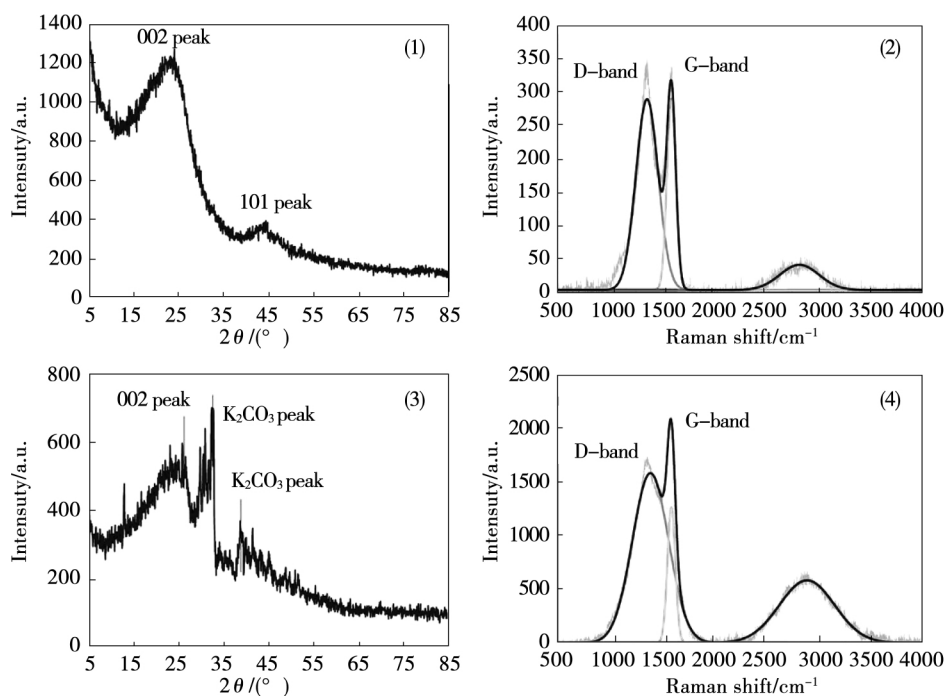 1400
1200
1000
800
600
400
200
0
Intensuty/a.u.
002 peak
101 peak
(1)
5 15 25 35 45 55 65 75 85
2θ/(° )
400
350
300
250
200
150
100
50
0
Intensuty/a.u.
D-band
G-band
(2)
500 1000 1500 2000 2500 3000 3500 4000
Raman shift/cm⁻¹
800
600
400
200
0
Intensuty/a.u.
002 peak
K₂CO₃ peak
K₂CO₃ peak
(3)
5 15 25 35 45 55 65 75 85
2θ/(° )
2500
2000
1500
1000
500
0
Intensuty/a.u.
D-band
G-band
(4)
500 1000 1500 2000 2500 3000 3500 4000
Raman shift/cm⁻¹